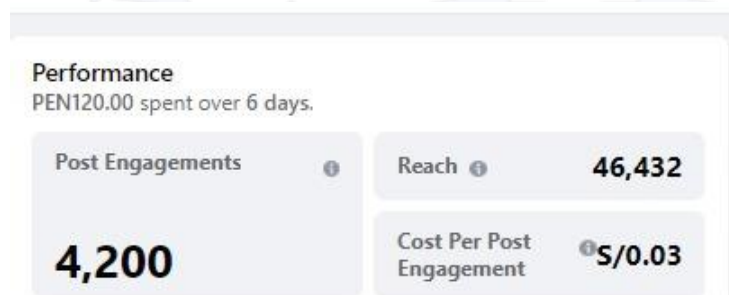 Performance
PEN120.00 spent over 6 days.
Post Engagements
4,200
Reach 46,432
Cost Per Post
Engagement
S/0.03